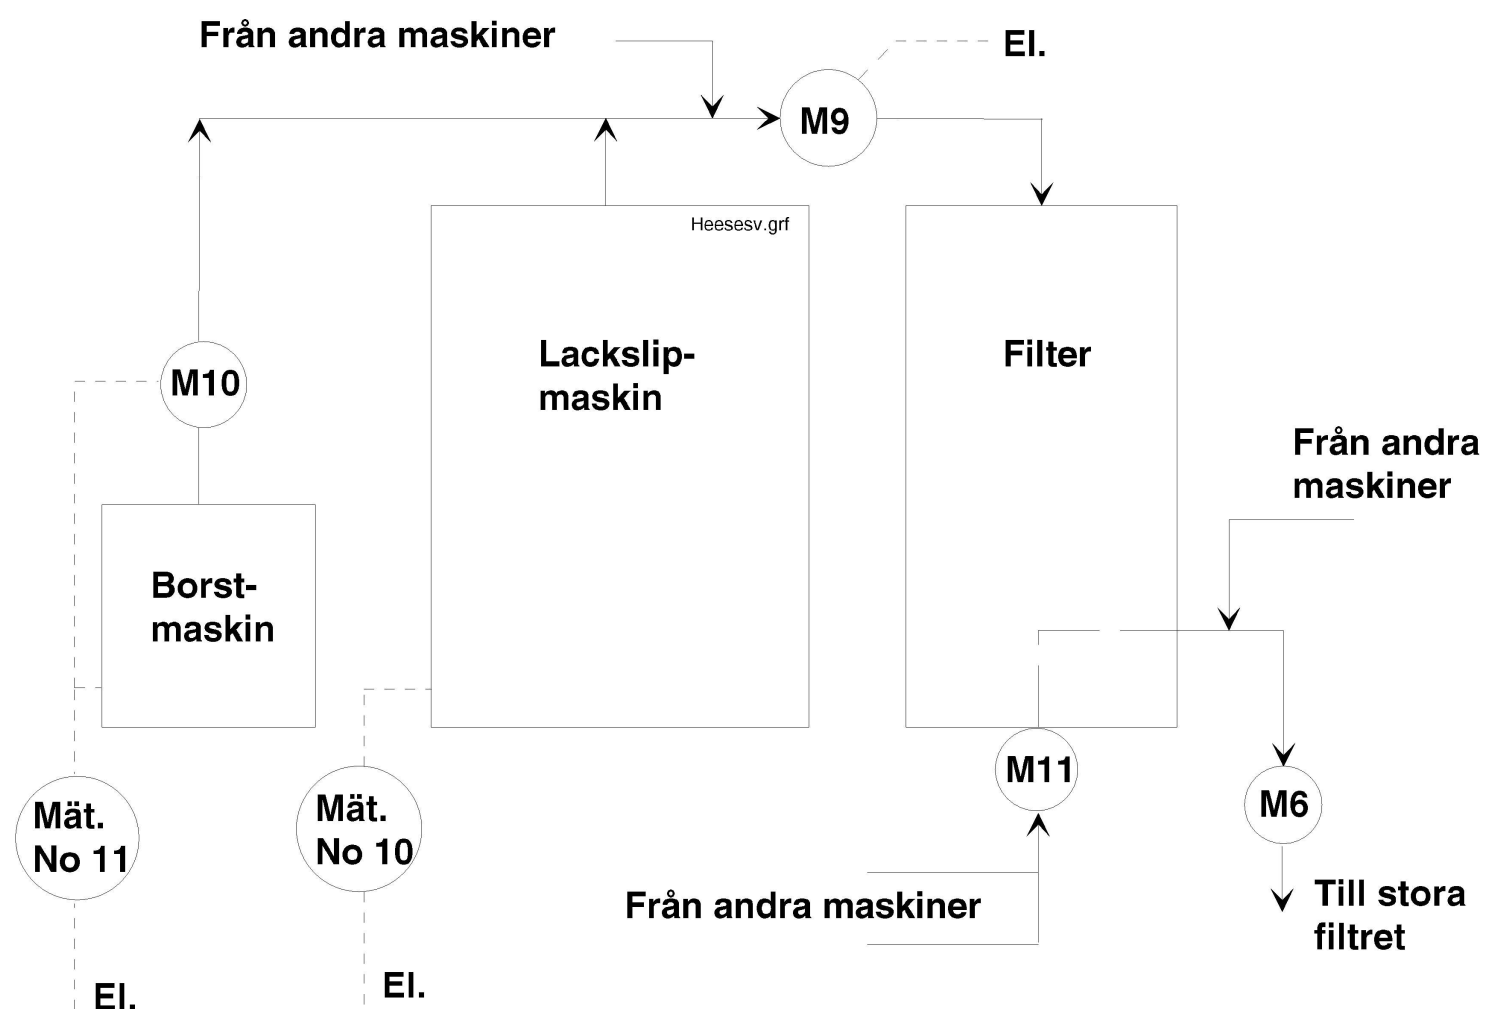 Från andra maskiner
El.
M9
Heesesv.grf
Lackslip-
maskin
Filter
M10
Från andra
maskiner
Borst-
maskin
M11
M6
Mät.
No 11
Mät.
No 10
Från andra maskiner
Till stora
filtret
El.
El.